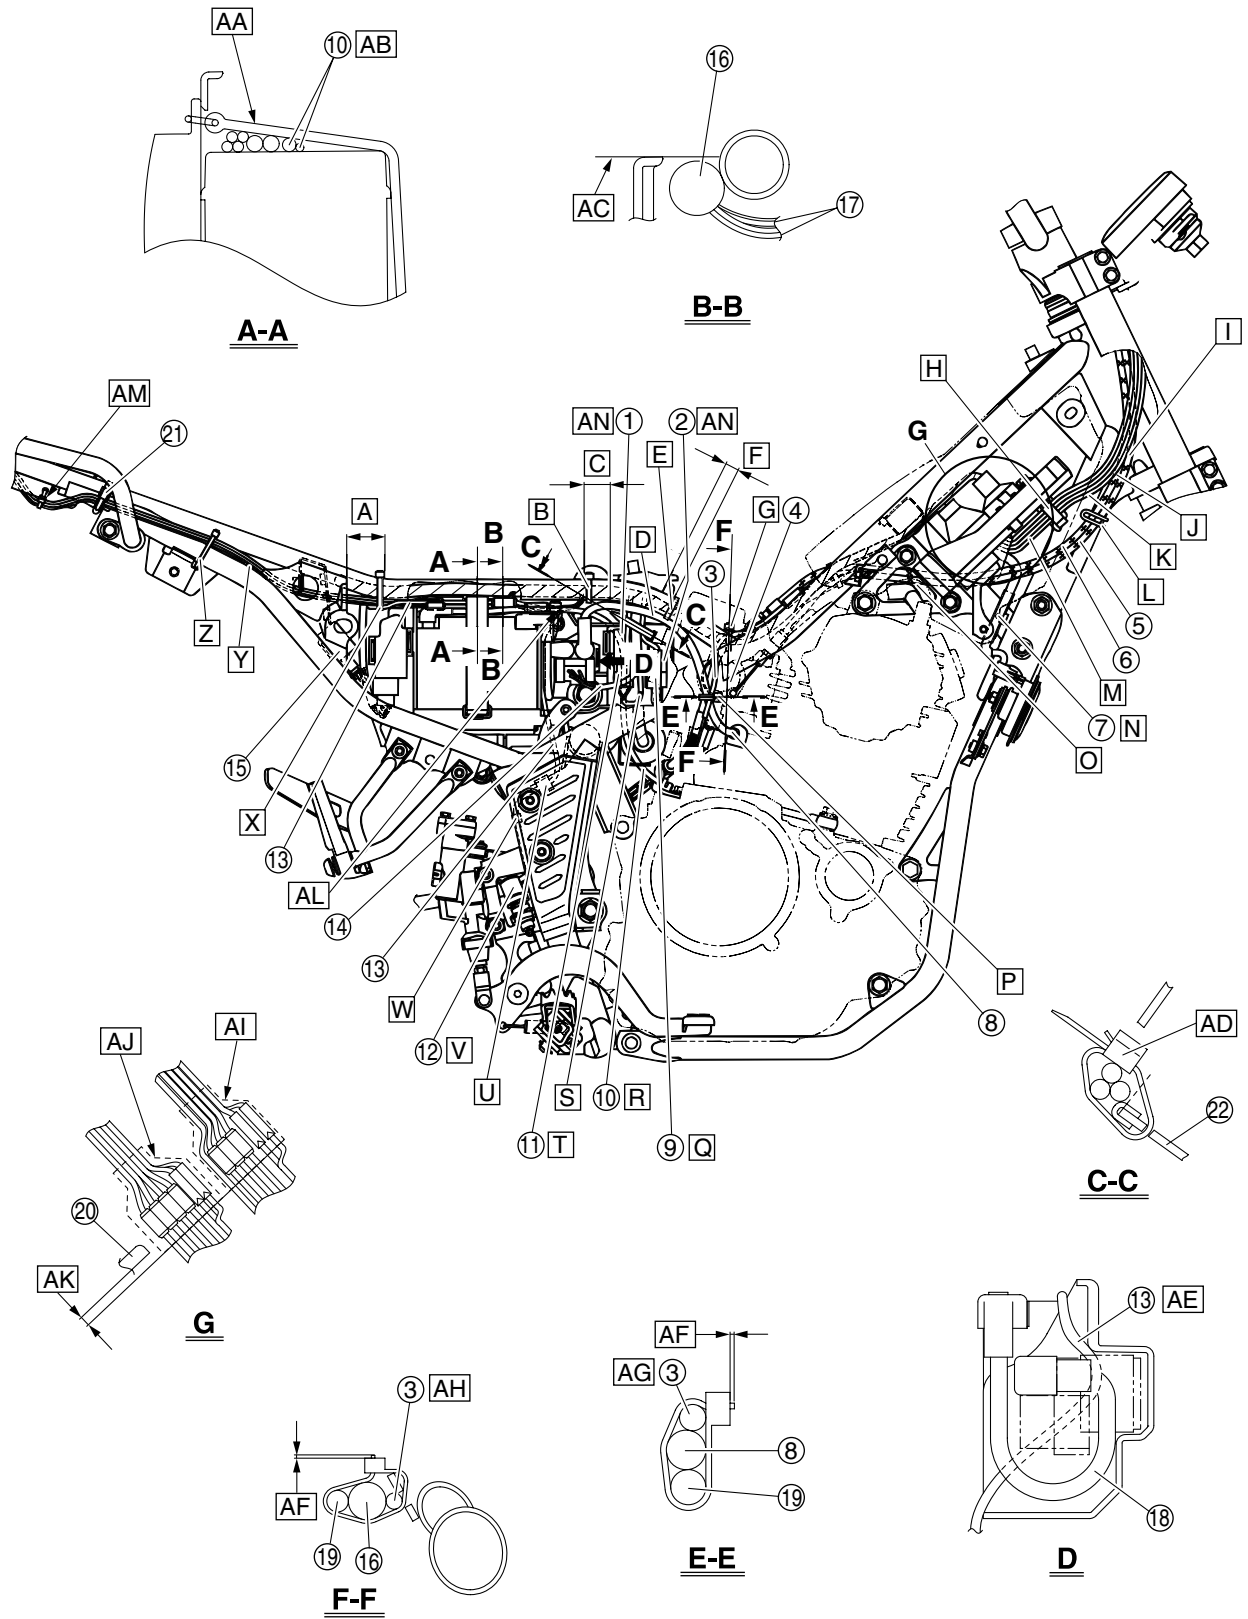 AA
⑩ AB
A-A
⑯
AC
⑰
B-B
AM
㉑
AN ①
② AN
C
E
F
H
I
G
A
B
B
A
C
D
G ④
F
③
C
J
K
L
⑤
⑥
M
⑦ N
O
A
B
D
E
E
F
Z
Y
⑮
X
⑬
AL
⑭
⑬
W
⑫ V
U
⑪ T
S
⑩ R
⑨ Q
P
⑧
AD
㉒
C-C
AJ
AI
⑳
AK
G
③ AH
AF
⑲
⑯
F-F
AF
AG ③
⑧
⑲
E-E
⑬ AE
⑱
D